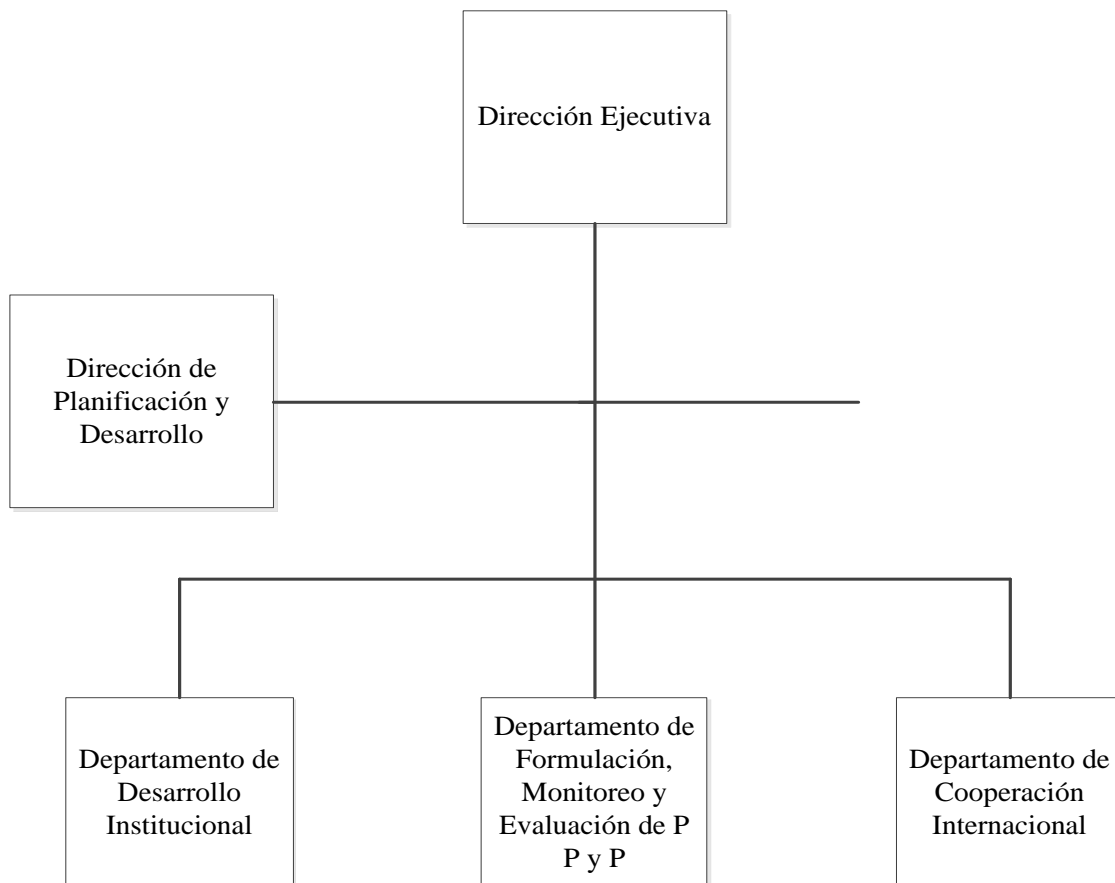 Dirección Ejecutiva
Dirección de
Planificación y
Desarrollo
Departamento de
Desarrollo
Institucional
Departamento de
Formulación,
Monitoreo y
Evaluación de P
P y P
Departamento de
Cooperación
Internacional